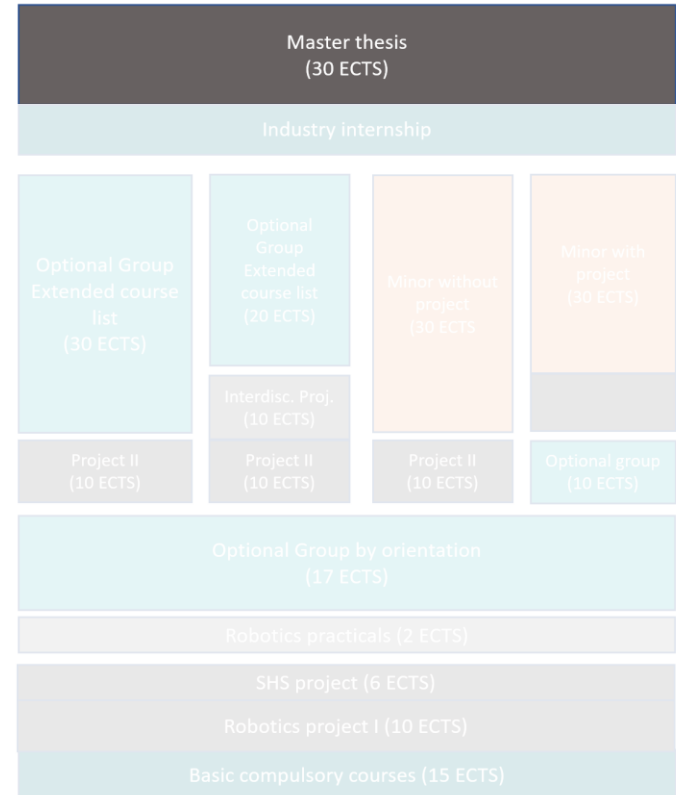 Master thesis
(30 ECTS)
Industry internship
Optional Group
Extended course
list
(30 ECTS)
Optional
Group
Extended
course list
(20 ECTS)
Interdisc. Proj.
(10 ECTS)
Minor without
project
(30 ECTS
Minor with
project
(30 ECTS)
Project II
(10 ECTS)
Project II
(10 ECTS)
Project II
(10 ECTS)
Optional group
(10 ECTS)
Optional Group by orientation
(17 ECTS)
Robotics practicals (2 ECTS)
SHS project (6 ECTS)
Robotics project I (10 ECTS)
Basic compulsory courses (15 ECTS)